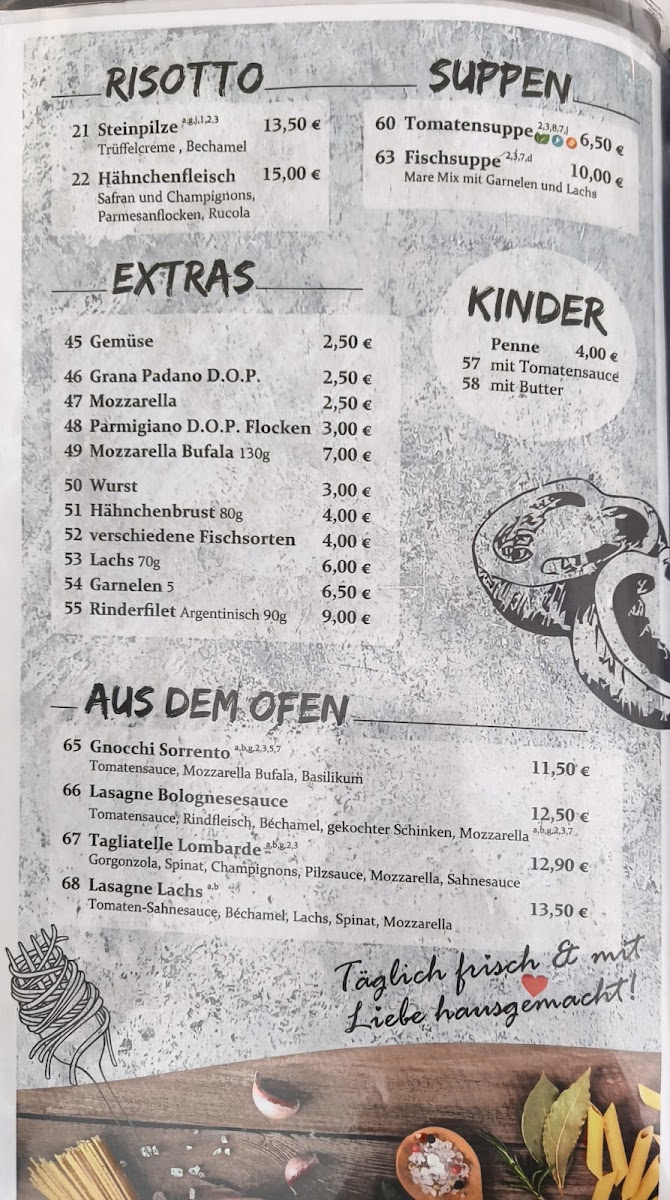 RISOTTO
21 Steinpilze a,g,j,1,2,3 13,50 €
Trüffelcreme , Bechamel
22 Hähnchenfleisch 15,00 €
Safran und Champignons,
Parmesanflocken, Rucola
SUPPEN
60 Tomatensuppe 2,3,8,7,j 6,50 €
63 Fischsuppe 2,3,7,d 10,00 €
Mare Mix mit Garnelen und Lachs
EXTRAS
45 Gemüse 2,50 €
46 Grana Padano D.O.P. 2,50 €
47 Mozzarella 2,50 €
48 Parmigiano D.O.P. Flocken 3,00 €
49 Mozzarella Bufala 130g 7,00 €
50 Wurst 3,00 €
51 Hähnchenbrust 80g 4,00 €
52 verschiedene Fischsorten 4,00 €
53 Lachs 70g 6,00 €
54 Garnelen 5 6,50 €
55 Rinderfilet Argentinisch 90g 9,00 €
KINDER
Penne 4,00 €
57 mit Tomatensauce
58 mit Butter
AUS DEM OFEN
65 Gnocchi Sorrento a,b,g,2,3,5,7 11,50 €
Tomatensauce, Mozzarella Bufala, Basilikum
66 Lasagne Bolognesesauce 12,50 €
Tomatensauce, Rindfleisch, Béchamel, gekochter Schinken, Mozzarella a,b,g,2,3,7
67 Tagliatelle Lombarde a,b,g,2,3 12,90 €
Gorgonzola, Spinat, Champignons, Pilzsauce, Mozzarella, Sahnesauce
68 Lasagne Lachs a,b 13,50 €
Tomaten-Sahnesauce, Béchamel, Lachs, Spinat, Mozzarella
Täglich frisch & mit
Liebe hausgemacht!